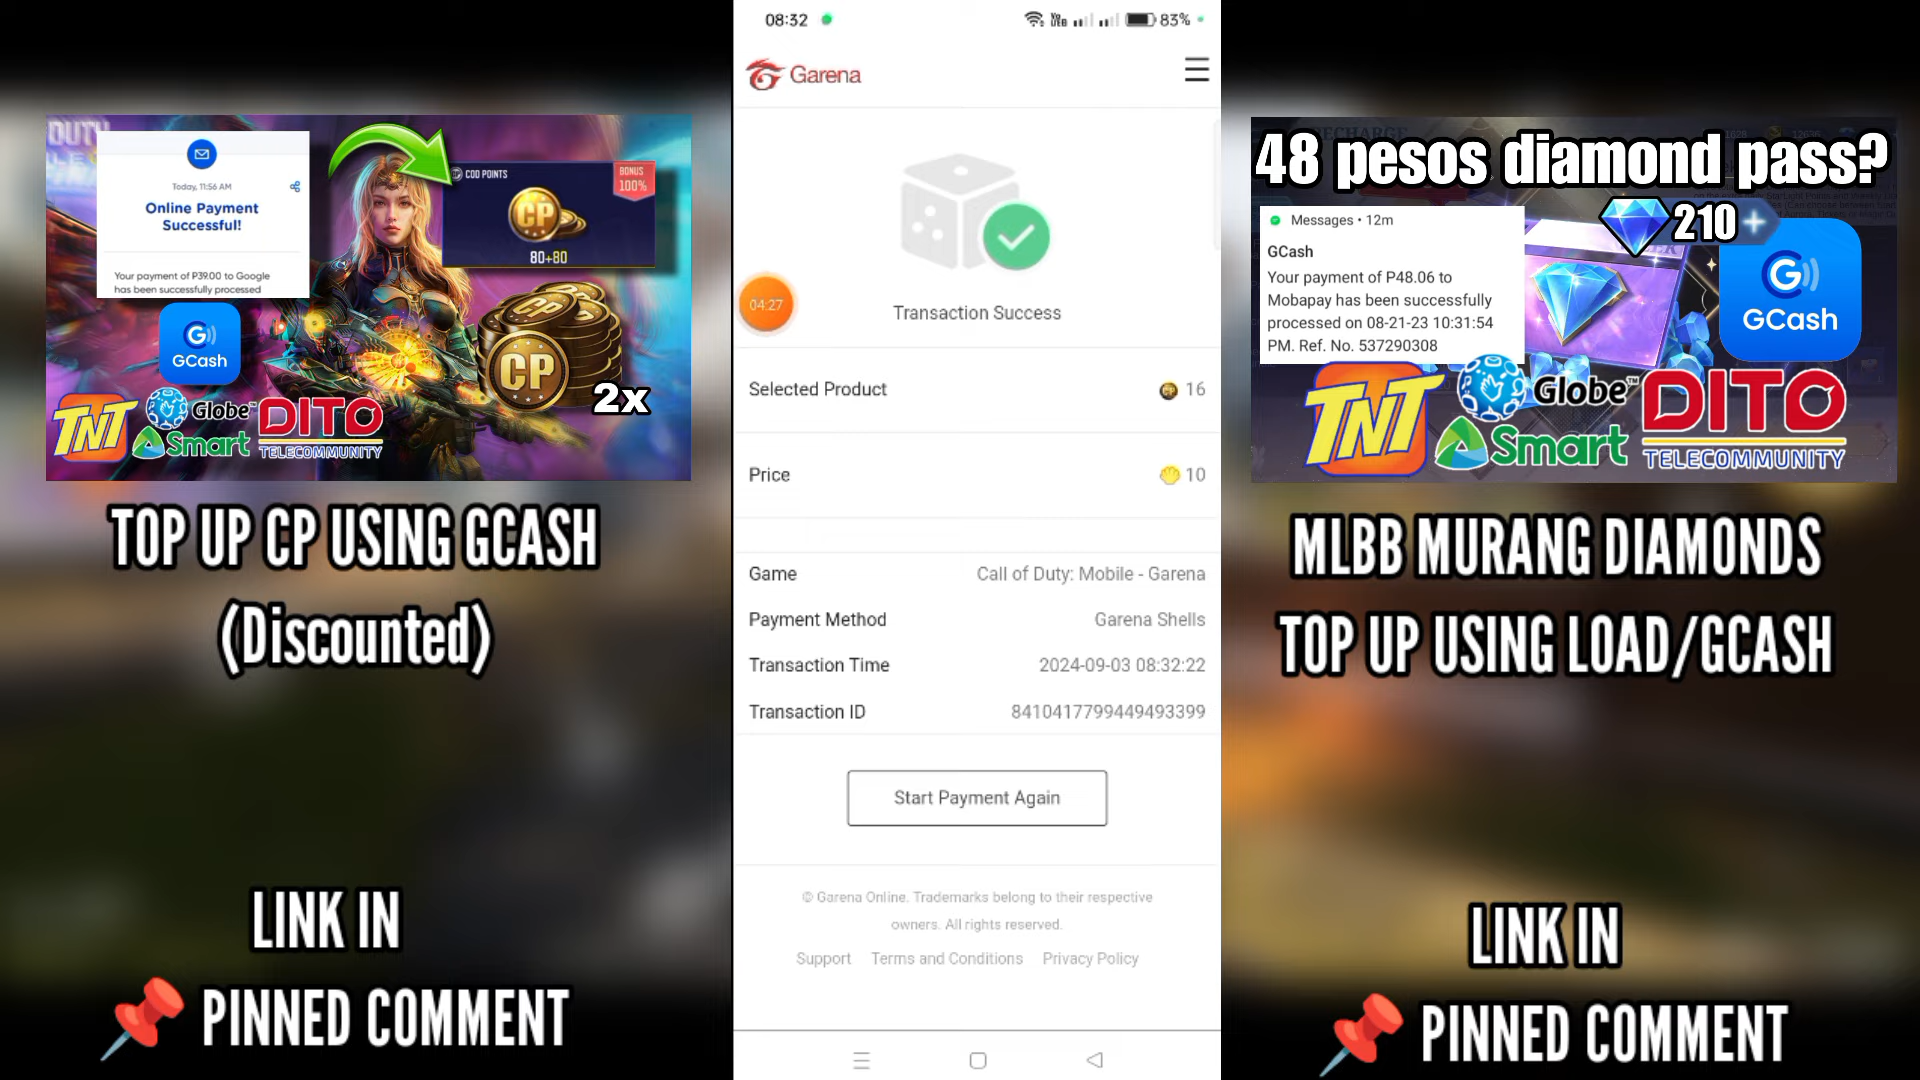 DUTY
Today, 11:56 AM
Online Payment
Successful!
Your payment of P39.00 to Google
has been successfully processed
COD POINTS
BONUS
100%
CP
80+80
GCash
CP
2x
TNT
Globe
Smart
DITO
TELECOMMUNITY
TOP UP CP USING GCASH
(Discounted)
LINK IN
PINNED COMMENT
08:32
83%
Garena
04:27
Transaction Success
Selected Product
16
Price
10
Game
Call of Duty: Mobile - Garena
Payment Method
Garena Shells
Transaction Time
2024-09-03 08:32:22
Transaction ID
8410417799449493399
Start Payment Again
© Garena Online. Trademarks belong to their respective
owners. All rights reserved.
Support Terms and Conditions Privacy Policy
RECHARGE
48 pesos diamond pass?
210
Messages • 12m
GCash
Your payment of P48.06 to
Mobapay has been successfully
processed on 08-21-23 10:31:54
PM. Ref. No. 537290308
GCash
TNT
Globe™
Smart
DITO
TELECOMMUNITY
MLBB MURANG DIAMONDS
TOP UP USING LOAD/GCASH
LINK IN
PINNED COMMENT